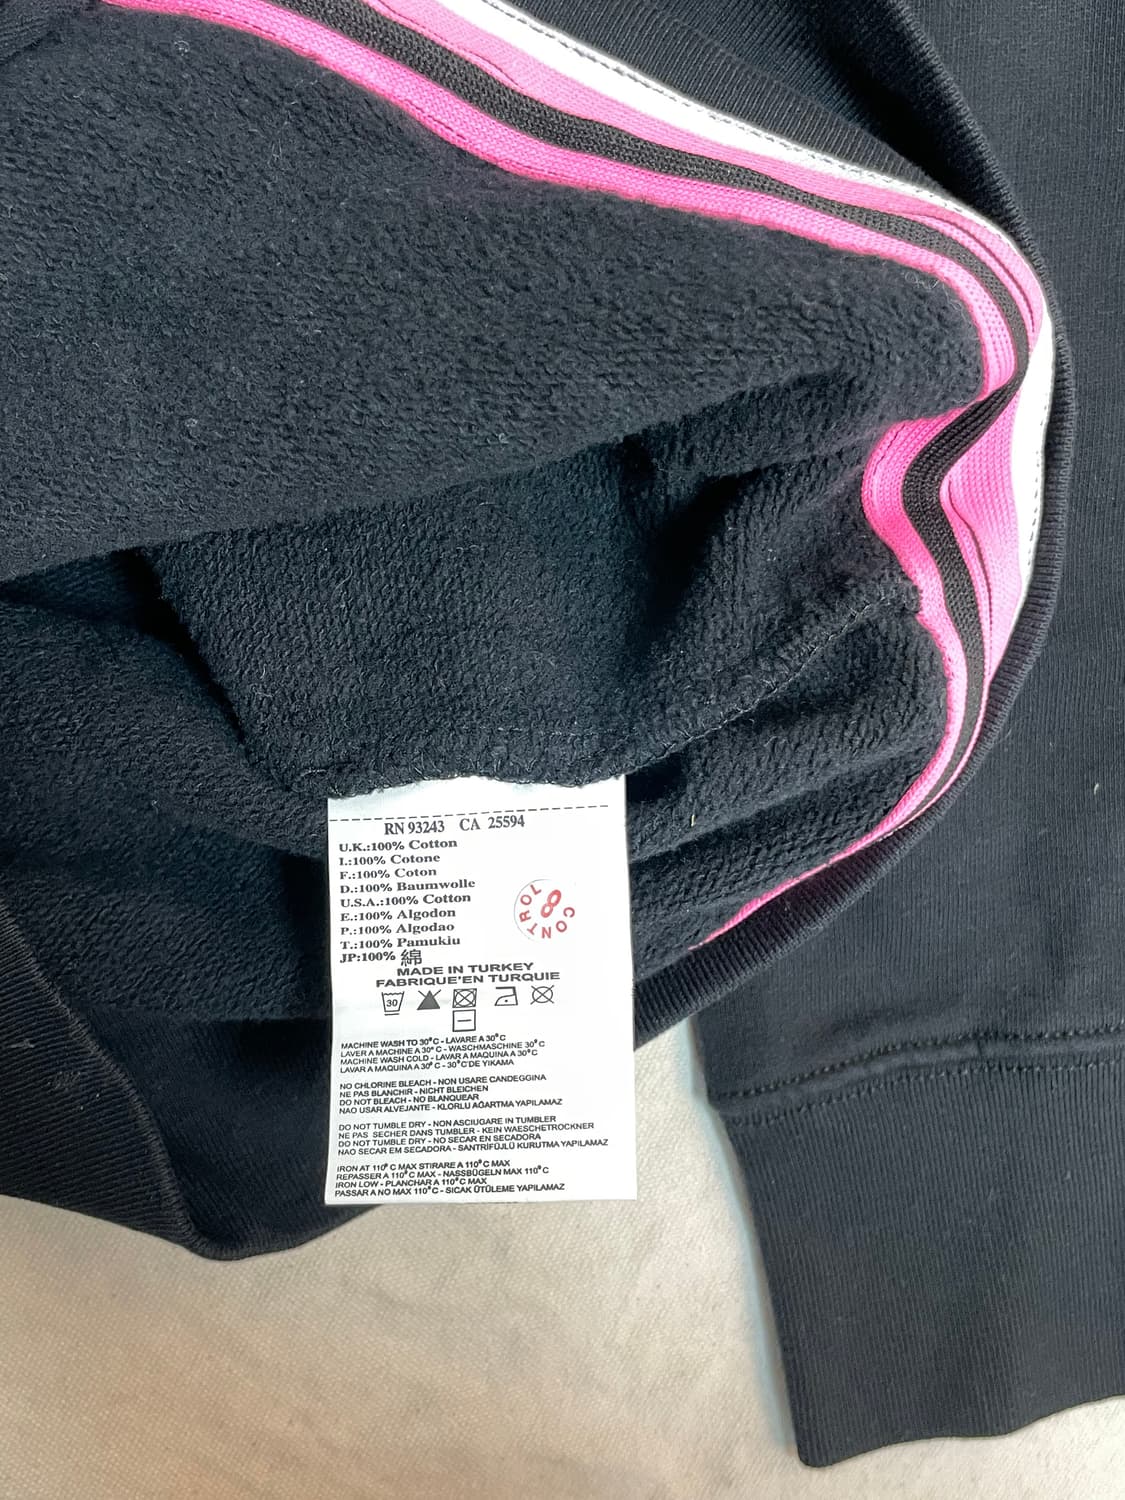 RN 93243 CA 25594
U.K.:100% Cotton
I.:100% Cotone
F.:100% Coton
D.:100% Baumwolle
U.S.A.:100% Cotton
E.:100% Algodon
P.:100% Algodao
T.:100% Pamukiu
JP:100% 綿
CONTROL
8
MADE IN TURKEY
FABRIQUE'EN TURQUIE
30
MACHINE WASH TO 30°C - LAVARE A 30°C
LAVER A MACHINE A 30° C - WASCHMASCHINE 30°C
MACHINE WASH COLD - LAVAR A MAQUINA A 30°C
LAVAR A MAQUINA A 30°C - 30°C'DE YIKAMA
NO CHLORINE BLEACH - NON USARE CANDEGGINA
NE PAS BLANCHIR - NICHT BLEICHEN
DO NOT BLEACH - NO BLANQUEAR
NAO USAR ALVEJANTE - KLORLU AĞARTMA YAPILAMAZ
DO NOT TUMBLE DRY - NON ASCIUGARE IN TUMBLER
NE PAS SECHER DANS TUMBLER - KEIN WAESCHETROCKNER
DO NOT TUMBLE DRY - NO SECAR EN SECADORA
NAO SECAR EM SECADORA - SANTRİFÜJLÜ KURUTMA YAPILAMAZ
IRON AT 110°C MAX STIRARE A 110°C MAX
REPASSER A 110°C MAX - NASSBÜGELN MAX 110°C
IRON LOW - PLANCHAR A 110°C MAX
PASSAR A NO MAX 110°C - SICAK ÜTÜLEME YAPILAMAZ